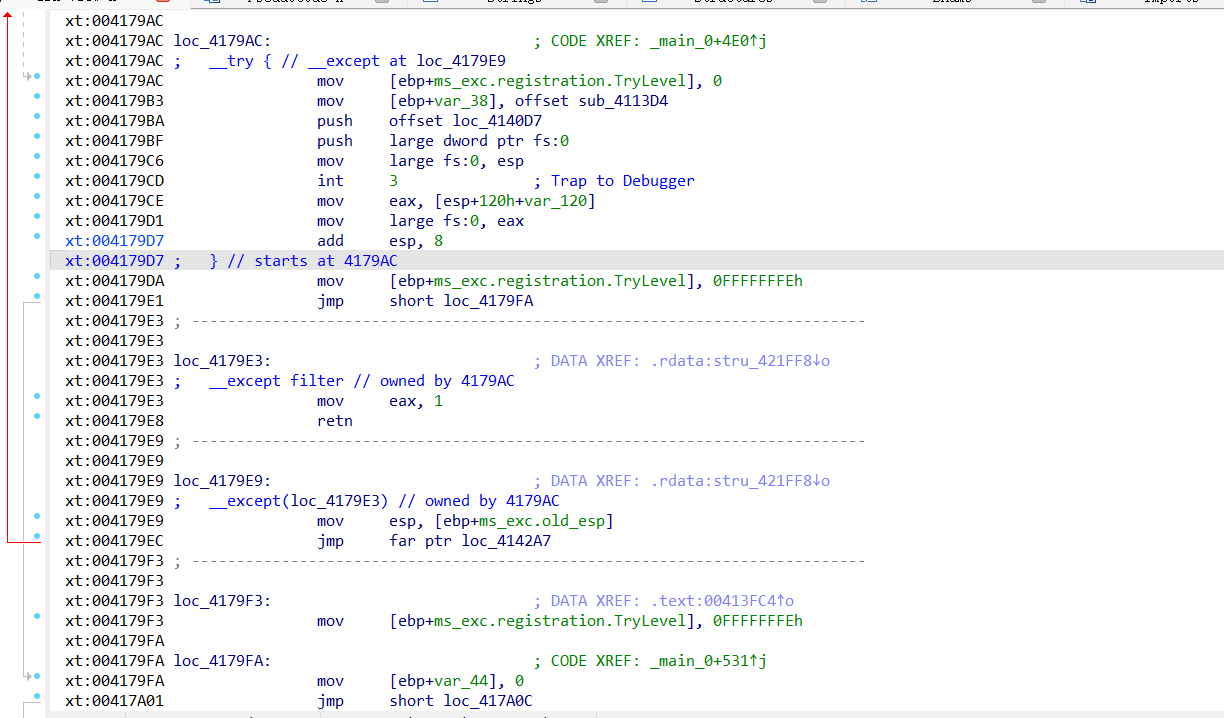 Strings Structures Enums Imports
xt:004179AC
xt:004179AC loc_4179AC: ; CODE XREF: _main_0+4E0↑j
xt:004179AC ; __try { // __except at loc_4179E9
xt:004179AC mov [ebp+ms_exc.registration.TryLevel], 0
xt:004179B3 mov [ebp+var_38], offset sub_4113D4
xt:004179BA push offset loc_4140D7
xt:004179BF push large dword ptr fs:0
xt:004179C6 mov large fs:0, esp
xt:004179CD int 3 ; Trap to Debugger
xt:004179CE mov eax, [esp+120h+var_120]
xt:004179D1 mov large fs:0, eax
xt:004179D7 add esp, 8
xt:004179D7 ; } // starts at 4179AC
xt:004179DA mov [ebp+ms_exc.registration.TryLevel], 0FFFFFFFEh
xt:004179E1 jmp short loc_4179FA
xt:004179E3 ; ---------------------------------------------------------------------------
xt:004179E3
xt:004179E3 loc_4179E3: ; DATA XREF: .rdata:stru_421FF8↓o
xt:004179E3 ; __except filter // owned by 4179AC
xt:004179E3 mov eax, 1
xt:004179E8 retn
xt:004179E9 ; ---------------------------------------------------------------------------
xt:004179E9
xt:004179E9 loc_4179E9: ; DATA XREF: .rdata:stru_421FF8↓o
xt:004179E9 ; __except(loc_4179E3) // owned by 4179AC
xt:004179E9 mov esp, [ebp+ms_exc.old_esp]
xt:004179EC jmp far ptr loc_4142A7
xt:004179F3 ; ---------------------------------------------------------------------------
xt:004179F3
xt:004179F3 loc_4179F3: ; DATA XREF: .text:00413FC4↑o
xt:004179F3 mov [ebp+ms_exc.registration.TryLevel], 0FFFFFFFEh
xt:004179FA
xt:004179FA loc_4179FA: ; CODE XREF: _main_0+531↑j
xt:004179FA mov [ebp+var_44], 0
xt:00417A01 jmp short loc_417A0C